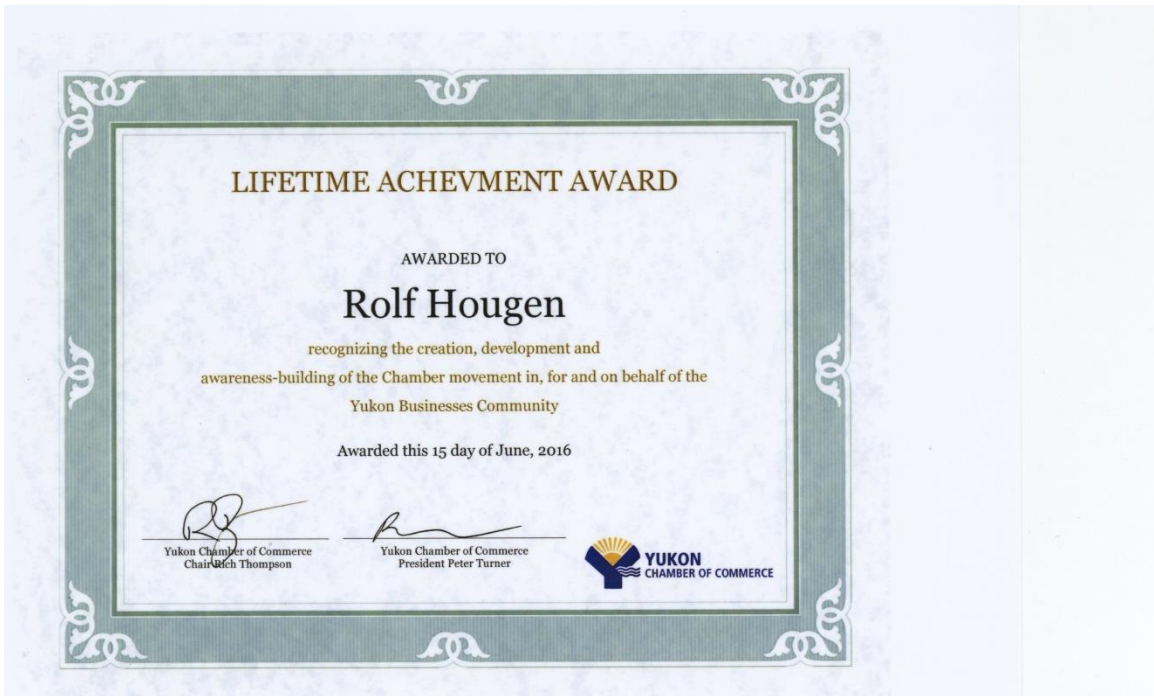 LIFETIME ACHEVMENT AWARD
AWARDED TO
Rolf Hougen
recognizing the creation, development and
awareness-building of the Chamber movement in, for and on behalf of the
Yukon Businesses Community
Awarded this 15 day of June, 2016
Yukon Chamber of Commerce
Chair Rich Thompson
Yukon Chamber of Commerce
President Peter Turner
YUKON
CHAMBER OF COMMERCE